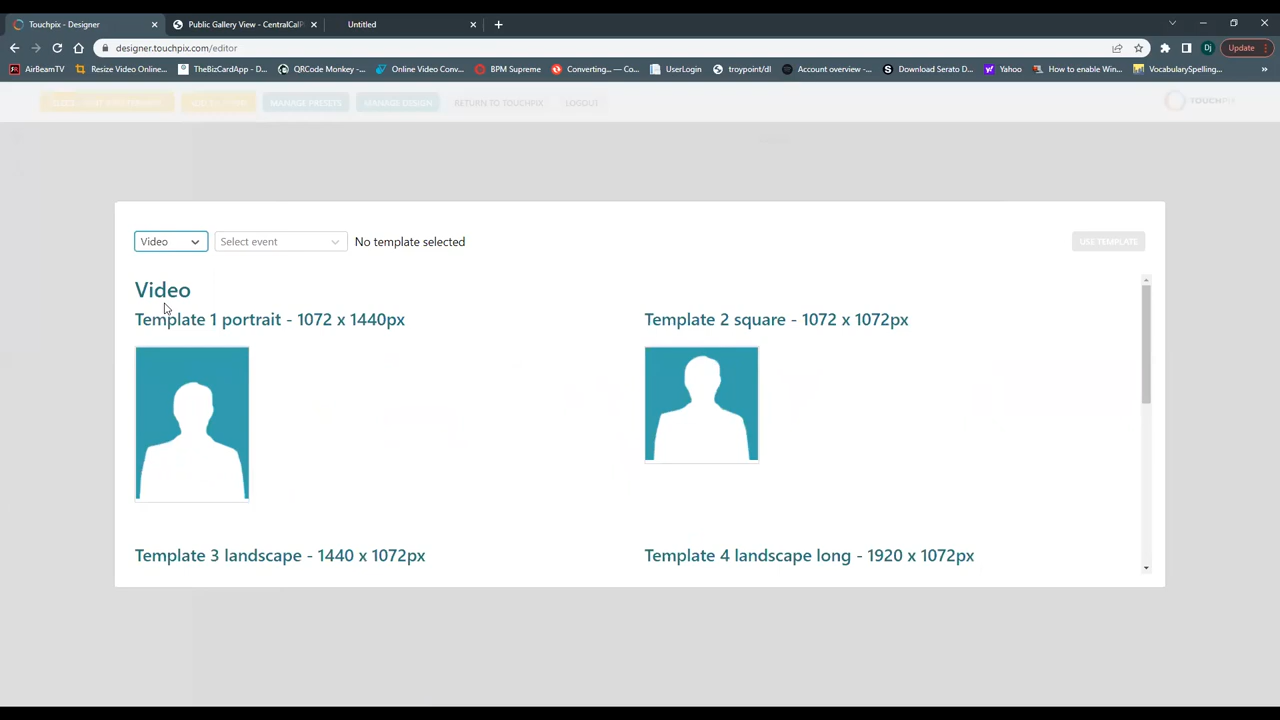 Touchpix - Designer
Public Gallery View - CentralCalPi
Untitled
designer.touchpix.com/editor
Dj
Update
AirBeamTV
Resize Video Online...
TheBizCardApp - D...
QRCode Monkey -...
Online Video Conv...
BPM Supreme
Converting... — Co...
UserLogin
troypoint/dl
Account overview -...
Download Serato D...
Yahoo
How to enable Win...
VocabularySpelling...
MANAGE PRESETS
MANAGE DESIGN
RETURN TO TOUCHPIX
LOGOUT
TOUCHPIX
Video
Select event
No template selected
USE TEMPLATE
Video
Template 1 portrait - 1072 x 1440px
Template 2 square - 1072 x 1072px
Template 3 landscape - 1440 x 1072px
Template 4 landscape long - 1920 x 1072px